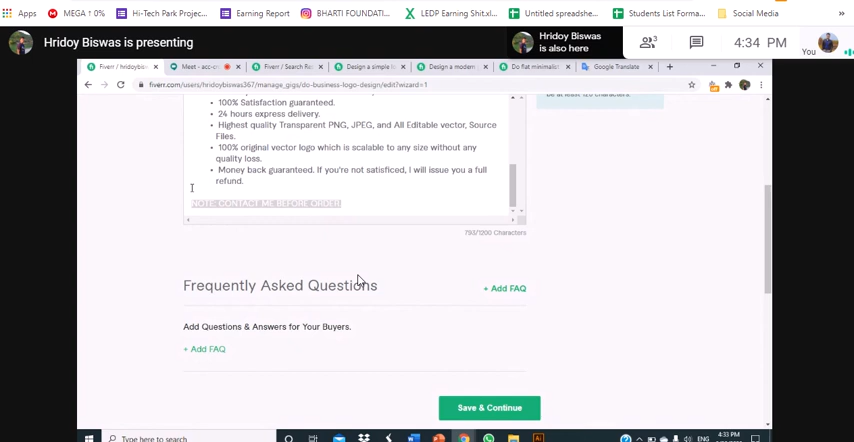 Apps
MEGA ↑ 0%
Hi-Tech Park Projec...
Earning Report
BHARTI FOUNDATI...
LEDP Earning Shit.xl...
Untitled spreadshe...
Students List Forma...
Social Media
»
Hridoy Biswas is presenting
Hridoy Biswas
is also here
3
4:34 PM
You
Fiverr / hridoybis
Meet - acc-cor
Fiverr / Search Re
Design a simple l
Design a modern
Do flat minimalist
Google Translate
fiverr.com/users/hridoybiswas367/manage_gigs/do-business-logo-design/edit?wizard=1
• 100% Satisfaction guaranteed.
• 24 hours express delivery.
• Highest quality Transparent PNG, JPEG, and All Editable vector, Source
Files.
• 100% original vector logo which is scalable to any size without any
quality loss.
• Money back guaranteed. If you're not satisficed, I will issue you a full
refund.
NOTE: CONTACT ME BEFORE ORDER.
793/1200 Characters
Frequently Asked Questions
+ Add FAQ
Add Questions & Answers for Your Buyers.
+ Add FAQ
Save & Continue
Type here to search
4:33 PM